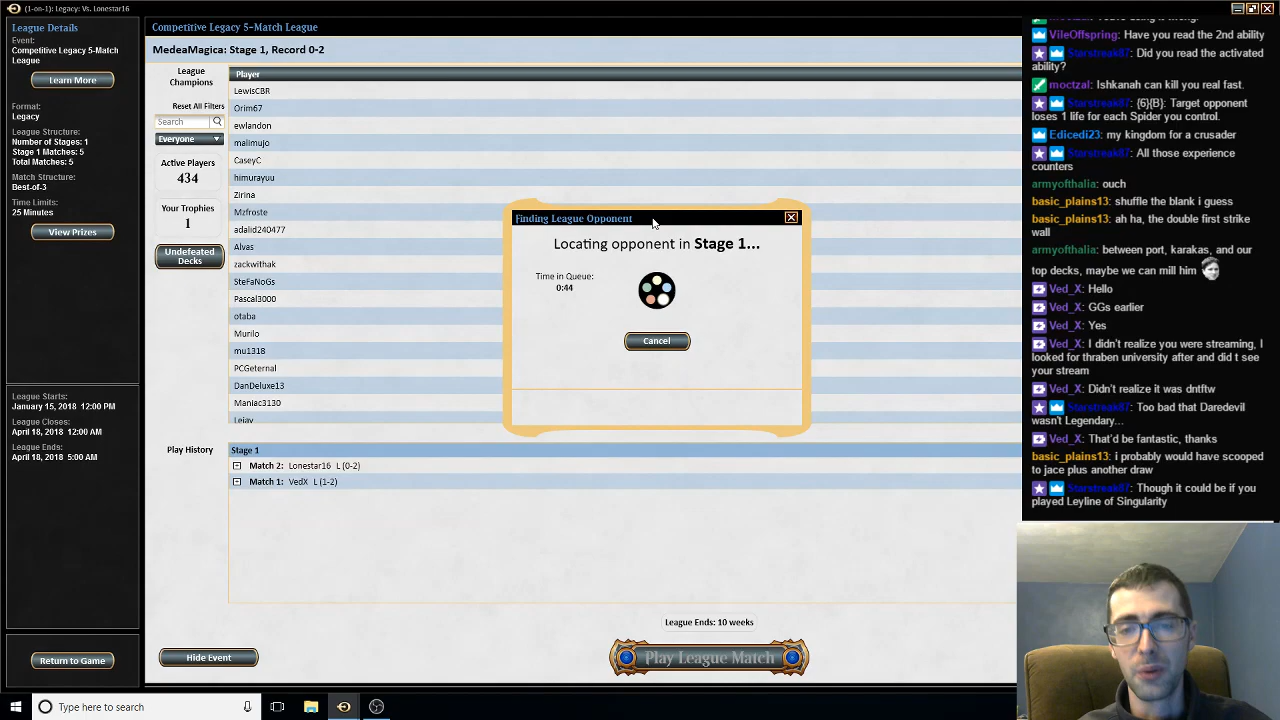 (1-on-1): Legacy: Vs. Lonestar16
League Details
Event:
Competitive Legacy 5-Match
League
Learn More
Format:
Legacy
League Structure:
Number of Stages: 1
Stage 1 Matches: 5
Total Matches: 5
Match Structure:
Best-of-3
Time Limits:
25 Minutes
View Prizes
League Starts:
January 15, 2018 12:00 PM
League Closes:
April 18, 2018 12:00 AM
League Ends:
April 18, 2018 5:00 AM
Return to Game
Competitive Legacy 5-Match League
MedeaMagica: Stage 1, Record 0-2
League
Champions
Reset All Filters
Search
Everyone
Active Players
434
Your Trophies
1
Undefeated
Decks
Player
LewisCBR
Orim67
ewlandon
malimujo
CaseyC
himurayuu
Zirina
Mzfroste
adalid240477
Alvas
zackwithak
SteFaNoGs
Pascal3000
otaba
Murilo
mu1318
PCGeternal
DanDeluxe13
Maniac3130
Lejay
Finding League Opponent
Locating opponent in Stage 1...
Time in Queue:
0:44
Cancel
Play History
Stage 1
Match 2: Lonestar16 L (0-2)
Match 1: VedX L (1-2)
League Ends: 10 weeks
Hide Event
Play League Match
Type here to search
VileOffspring: Have you read the 2nd ability
Starstreak87: Did you read the activated
ability?
moctzal: Ishkanah can kill you real fast.
Starstreak87: {6}{B}: Target opponent
loses 1 life for each Spider you control.
Edicedi23: my kingdom for a crusader
Starstreak87: All those experience
counters
armyofthalia: ouch
basic_plains13: shuffle the blank i guess
basic_plains13: ah ha, the double first strike
wall
armyofthalia: between port, karakas, and our
top decks, maybe we can mill him
Ved_X: Hello
Ved_X: GGs earlier
Ved_X: Yes
Ved_X: I didn't realize you were streaming, I
looked for thraben university after and did t see
your stream
Ved_X: Didn't realize it was dntftw
Starstreak87: Too bad that Daredevil
wasn't Legendary...
Ved_X: That'd be fantastic, thanks
basic_plains13: i probably would have scooped
to jace plus another draw
Starstreak87: Though it could be if you
played Leyline of Singularity